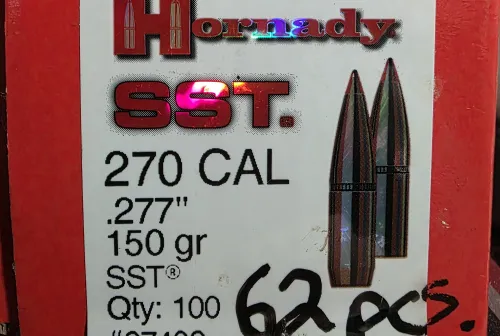 Hornady
SST.
270 CAL
.277"
150 gr
SST®
Qty: 100
62 pcs.